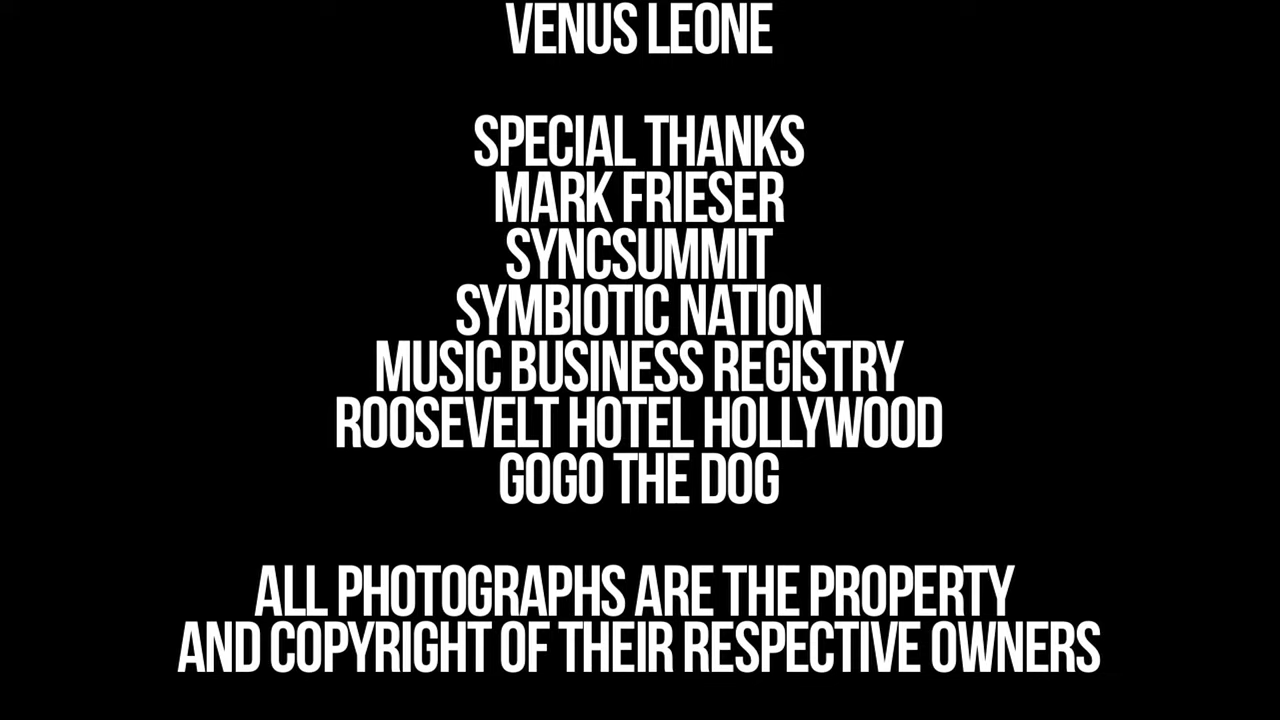 VENUS LEONE
SPECIAL THANKS
MARK FRIESER
SYNCSUMMIT
SYMBIOTIC NATION
MUSIC BUSINESS REGISTRY
ROOSEVELT HOTEL HOLLYWOOD
GOGO THE DOG
ALL PHOTOGRAPHS ARE THE PROPERTY
AND COPYRIGHT OF THEIR RESPECTIVE OWNERS